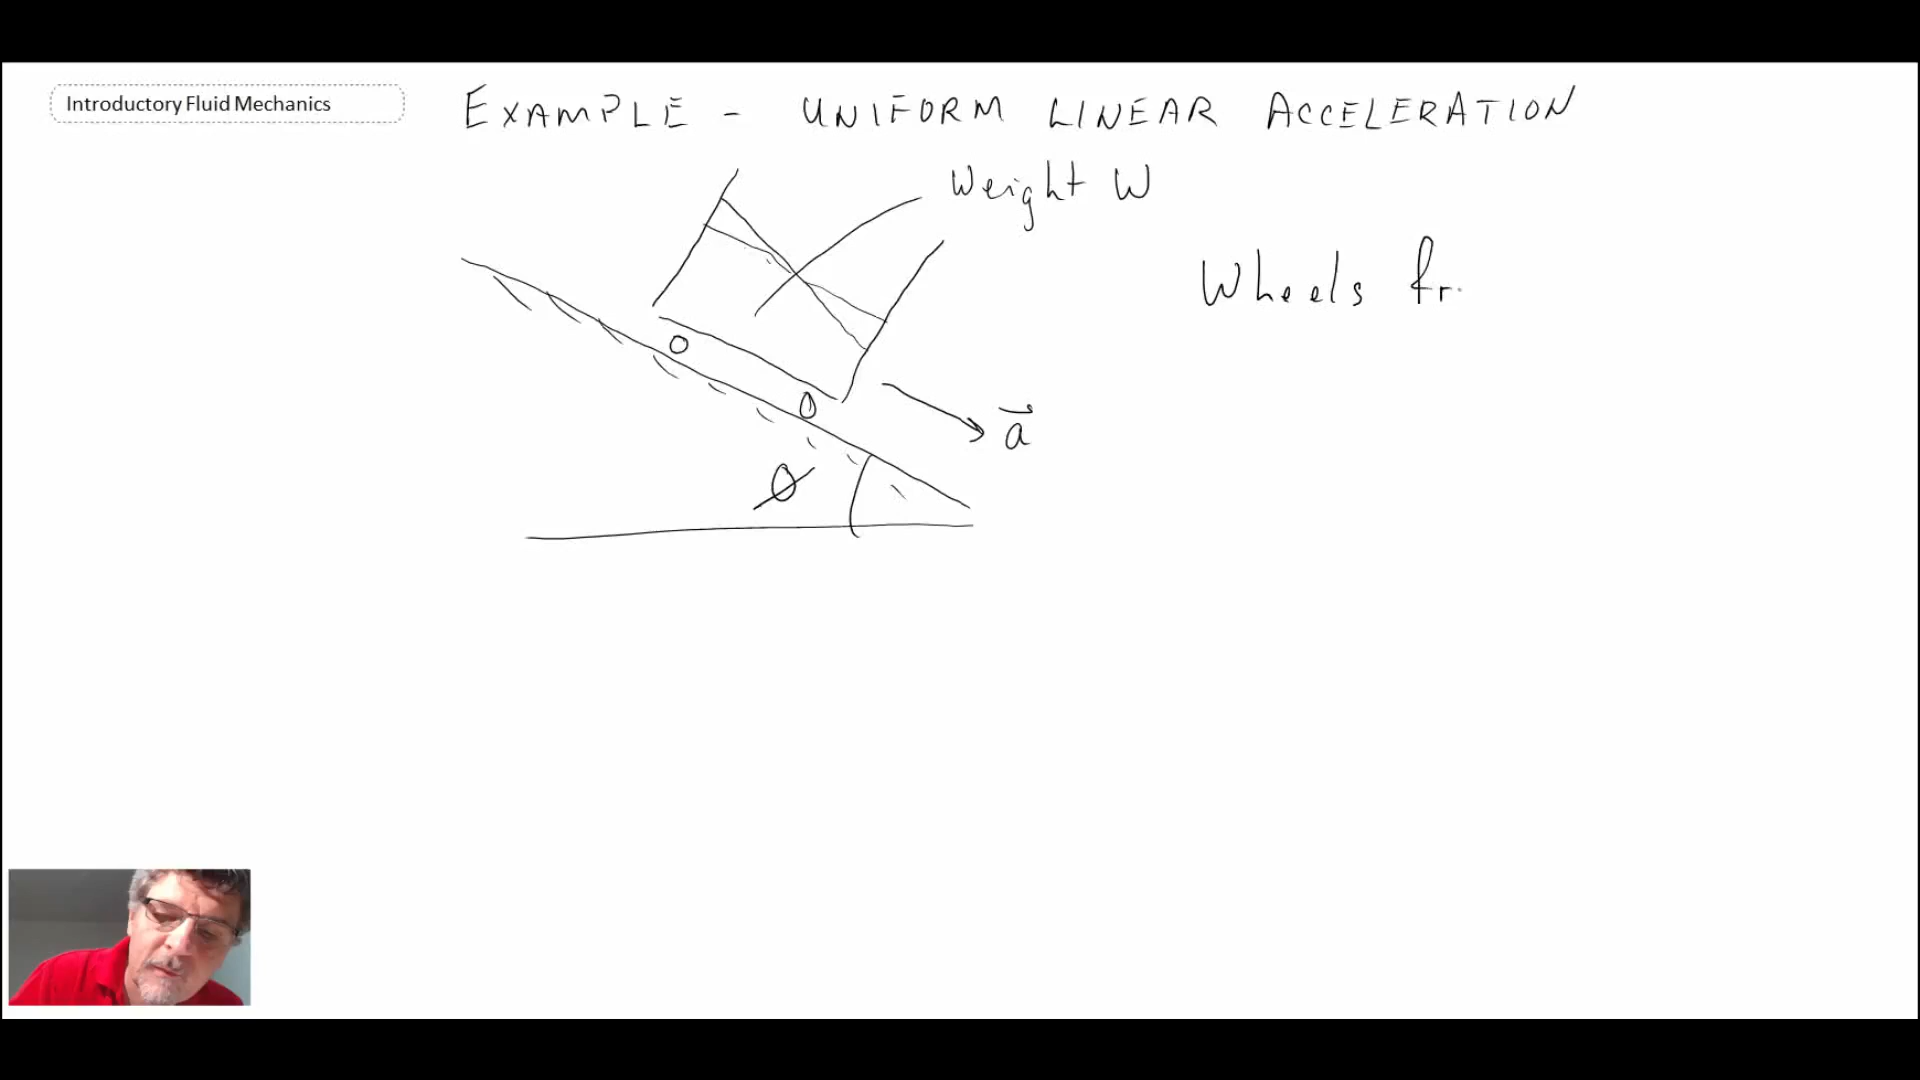 Introductory Fluid Mechanics
EXAMPLE - UNIFORM LINEAR ACCELERATION
Weight W
Wheels fr
a
θ